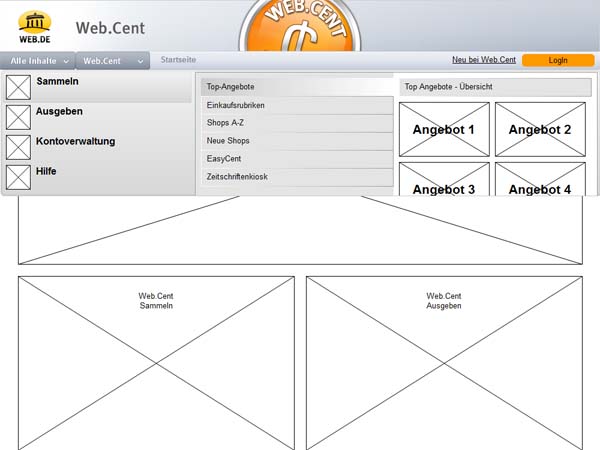 WEB.DE
Web.Cent
WEB.CENT
Alle Inhalte
Web.Cent
Startseite
Neu bei Web.Cent
LogIn
Sammeln
Ausgeben
Kontoverwaltung
Hilfe
Top-Angebote
Einkaufsrubriken
Shops A-Z
Neue Shops
EasyCent
Zeitschriftenkiosk
Top Angebote - Übersicht
Angebot 1
Angebot 2
Angebot 3
Angebot 4
Web.Cent
Sammeln
Web.Cent
Ausgeben